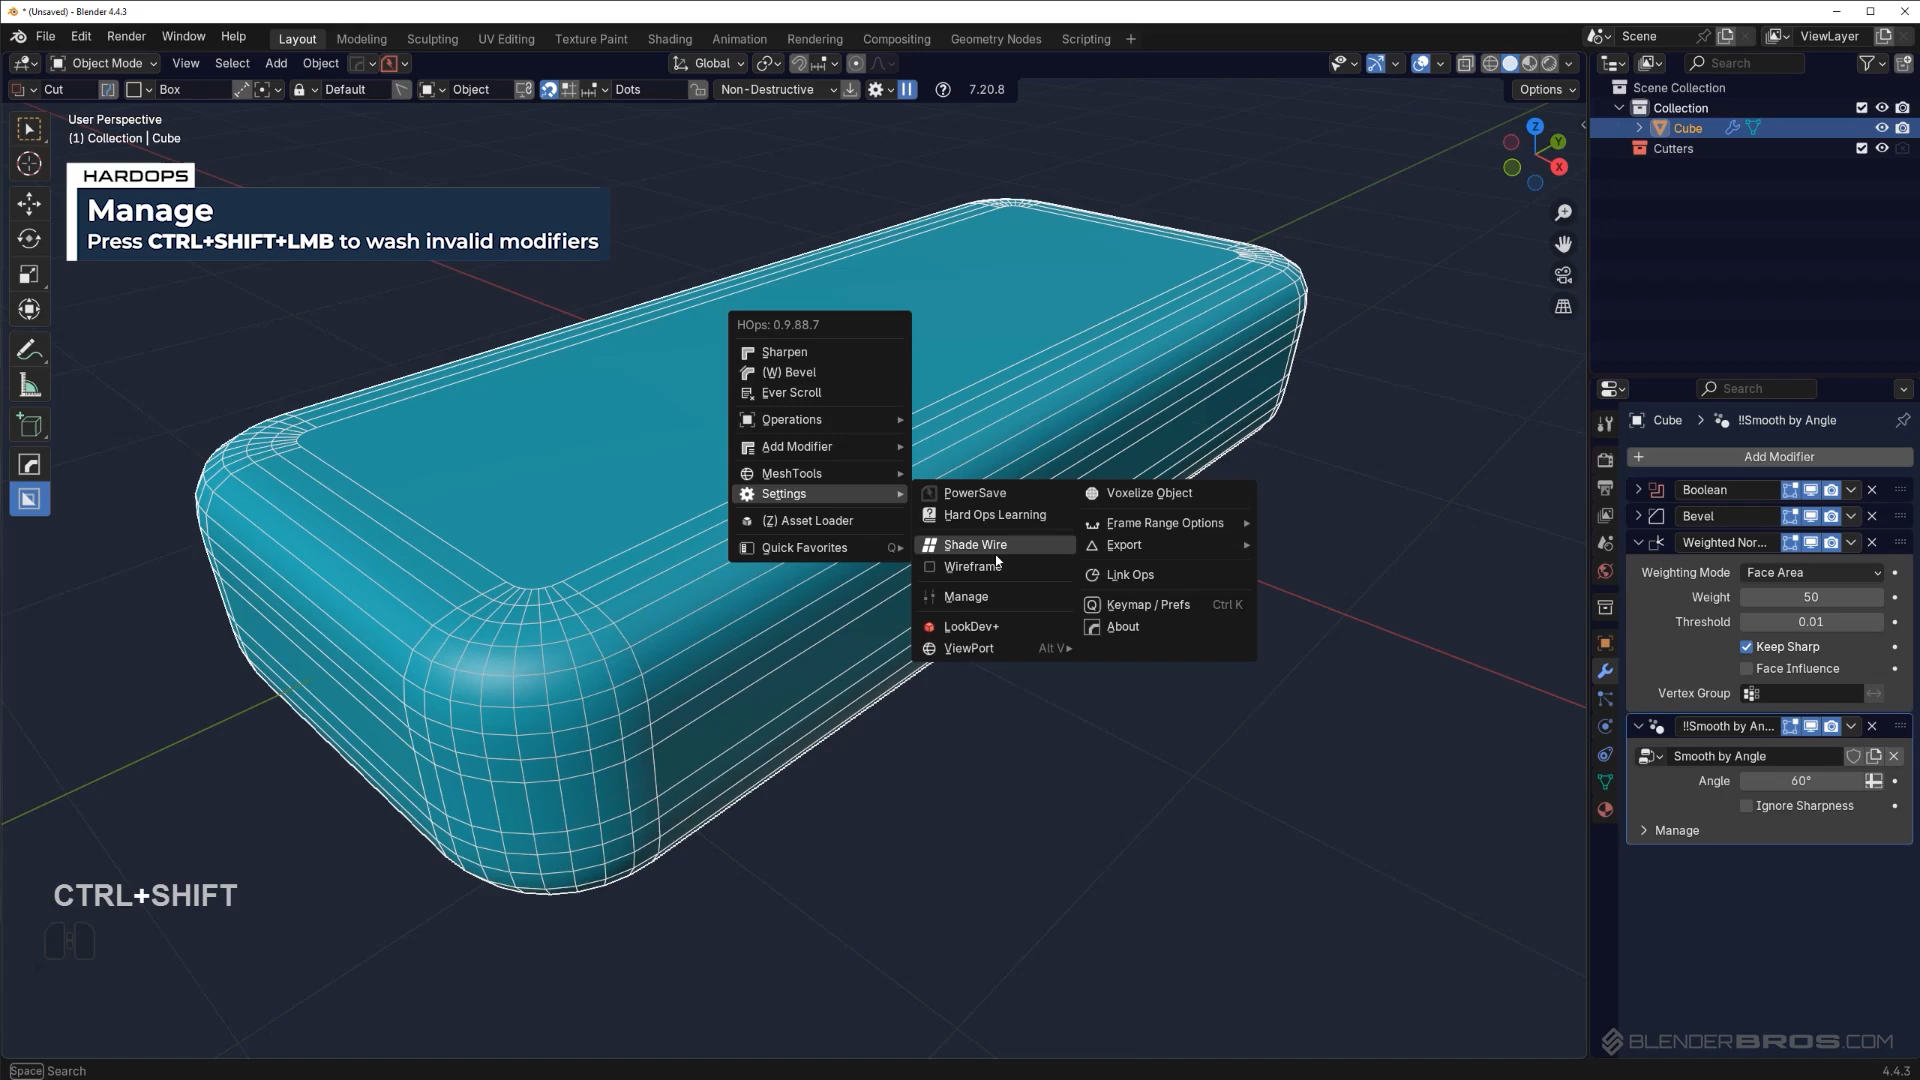 * (Unsaved) - Blender 4.4.3
File Edit Render Window Help
Layout Modeling Sculpting UV Editing Texture Paint Shading Animation Rendering Compositing Geometry Nodes Scripting +
Scene
ViewLayer
Object Mode View Select Add Object
Global
Search
Cut Box Default Object Dots Non-Destructive 7.20.8
Options
User Perspective
(1) Collection | Cube
HARDOPS
Manage
Press CTRL+SHIFT+LMB to wash invalid modifiers
Z
Y
X
Scene Collection
Collection
Cube
Cutters
HOps: 0.9.88.7
Sharpen
(W) Bevel
Ever Scroll
Operations
Add Modifier
MeshTools
Settings
(Z) Asset Loader
Quick Favorites Q
PowerSave
Hard Ops Learning
Shade Wire
Wireframe
Manage
LookDev+
ViewPort Alt V
Voxelize Object
Frame Range Options
Export
Link Ops
Keymap / Prefs Ctrl K
About
Search
Cube > !!Smooth by Angle
Add Modifier
Boolean
Bevel
Weighted Nor...
Weighting Mode Face Area
Weight 50
Threshold 0.01
Keep Sharp
Face Influence
Vertex Group
!!Smooth by An...
Smooth by Angle
Angle 60°
Ignore Sharpness
Manage
CTRL+SHIFT
BLENDERBROS.COM
Space Search
4.4.3